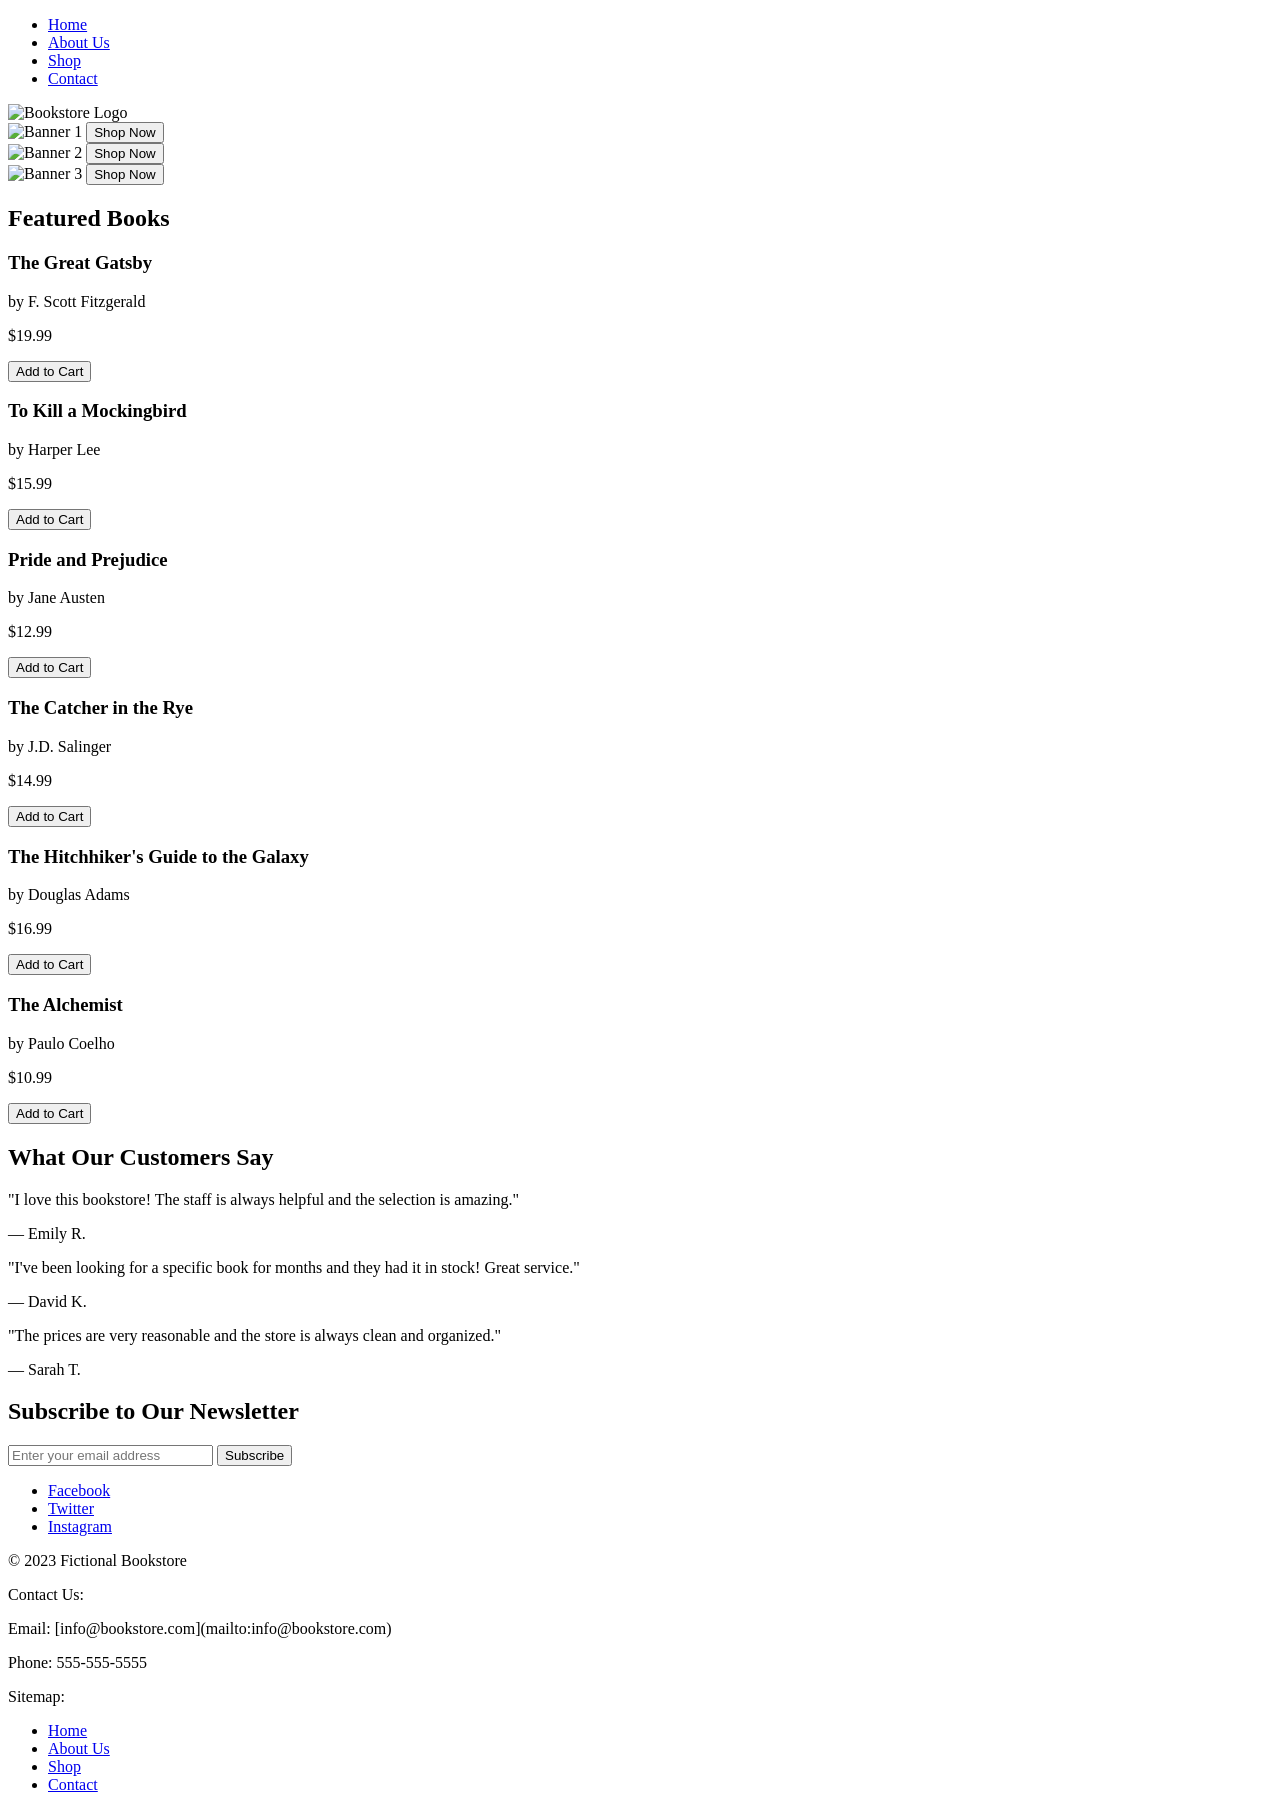 Home
About Us
Shop
Contact
Bookstore Logo
Banner 1 Shop Now
Banner 2 Shop Now
Banner 3 Shop Now
Featured Books
The Great Gatsby
by F. Scott Fitzgerald
$19.99
Add to Cart
To Kill a Mockingbird
by Harper Lee
$15.99
Add to Cart
Pride and Prejudice
by Jane Austen
$12.99
Add to Cart
The Catcher in the Rye
by J.D. Salinger
$14.99
Add to Cart
The Hitchhiker's Guide to the Galaxy
by Douglas Adams
$16.99
Add to Cart
The Alchemist
by Paulo Coelho
$10.99
Add to Cart
What Our Customers Say
"I love this bookstore! The staff is always helpful and the selection is amazing."
— Emily R.
"I've been looking for a specific book for months and they had it in stock! Great service."
— David K.
"The prices are very reasonable and the store is always clean and organized."
— Sarah T.
Subscribe to Our Newsletter
Enter your email address Subscribe
Facebook
Twitter
Instagram
© 2023 Fictional Bookstore
Contact Us:
Email: [info@bookstore.com](mailto:info@bookstore.com)
Phone: 555-555-5555
Sitemap:
Home
About Us
Shop
Contact